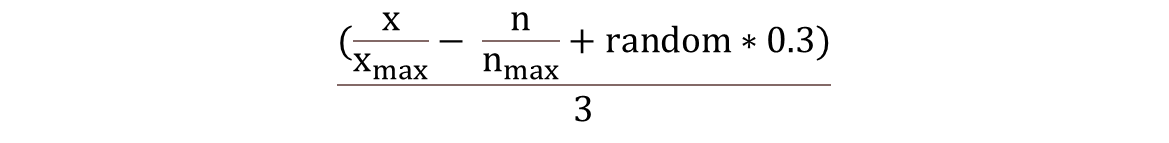 (x/x_max − n/n_max + random ∗ 0.3)
3